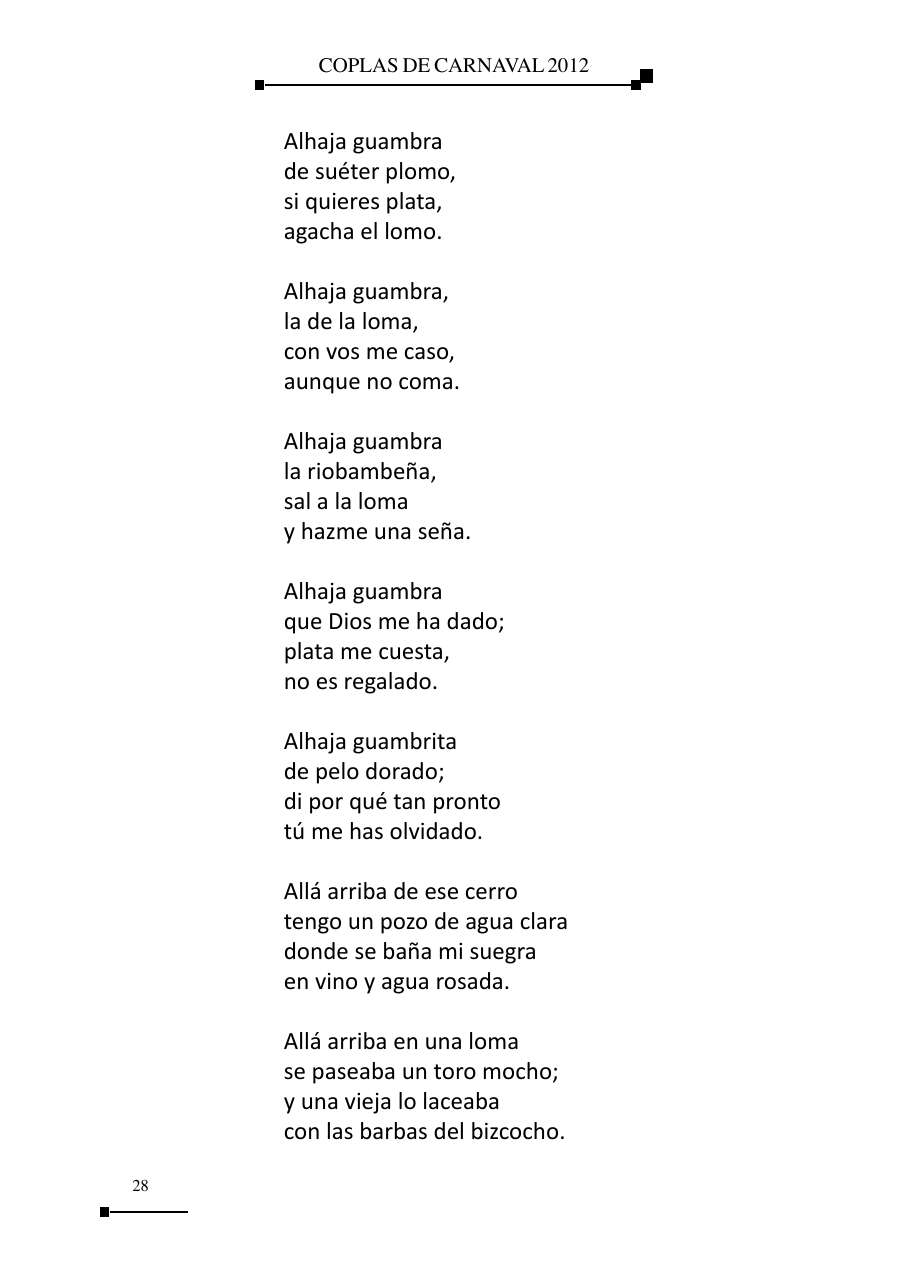 COPLAS DE CARNAVAL 2012
Alhaja guambra
de suéter plomo,
si quieres plata,
agacha el lomo.
Alhaja guambra,
la de la loma,
con vos me caso,
aunque no coma.
Alhaja guambra
la riobambeña,
sal a la loma
y hazme una seña.
Alhaja guambra
que Dios me ha dado;
plata me cuesta,
no es regalado.
Alhaja guambrita
de pelo dorado;
di por qué tan pronto
tú me has olvidado.
Allá arriba de ese cerro
tengo un pozo de agua clara
donde se baña mi suegra
en vino y agua rosada.
Allá arriba en una loma
se paseaba un toro mocho;
y una vieja lo laceaba
con las barbas del bizcocho.
28